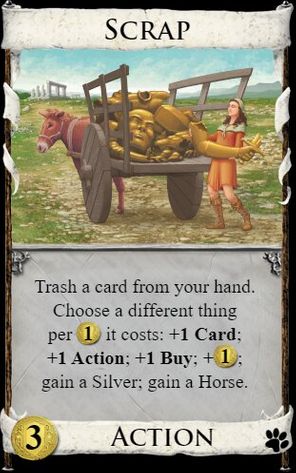 SCRAP
Trash a card from your hand.
Choose a different thing
per 1 it costs: +1 Card;
+1 Action; +1 Buy; +1;
gain a Silver; gain a Horse.
3 ACTION